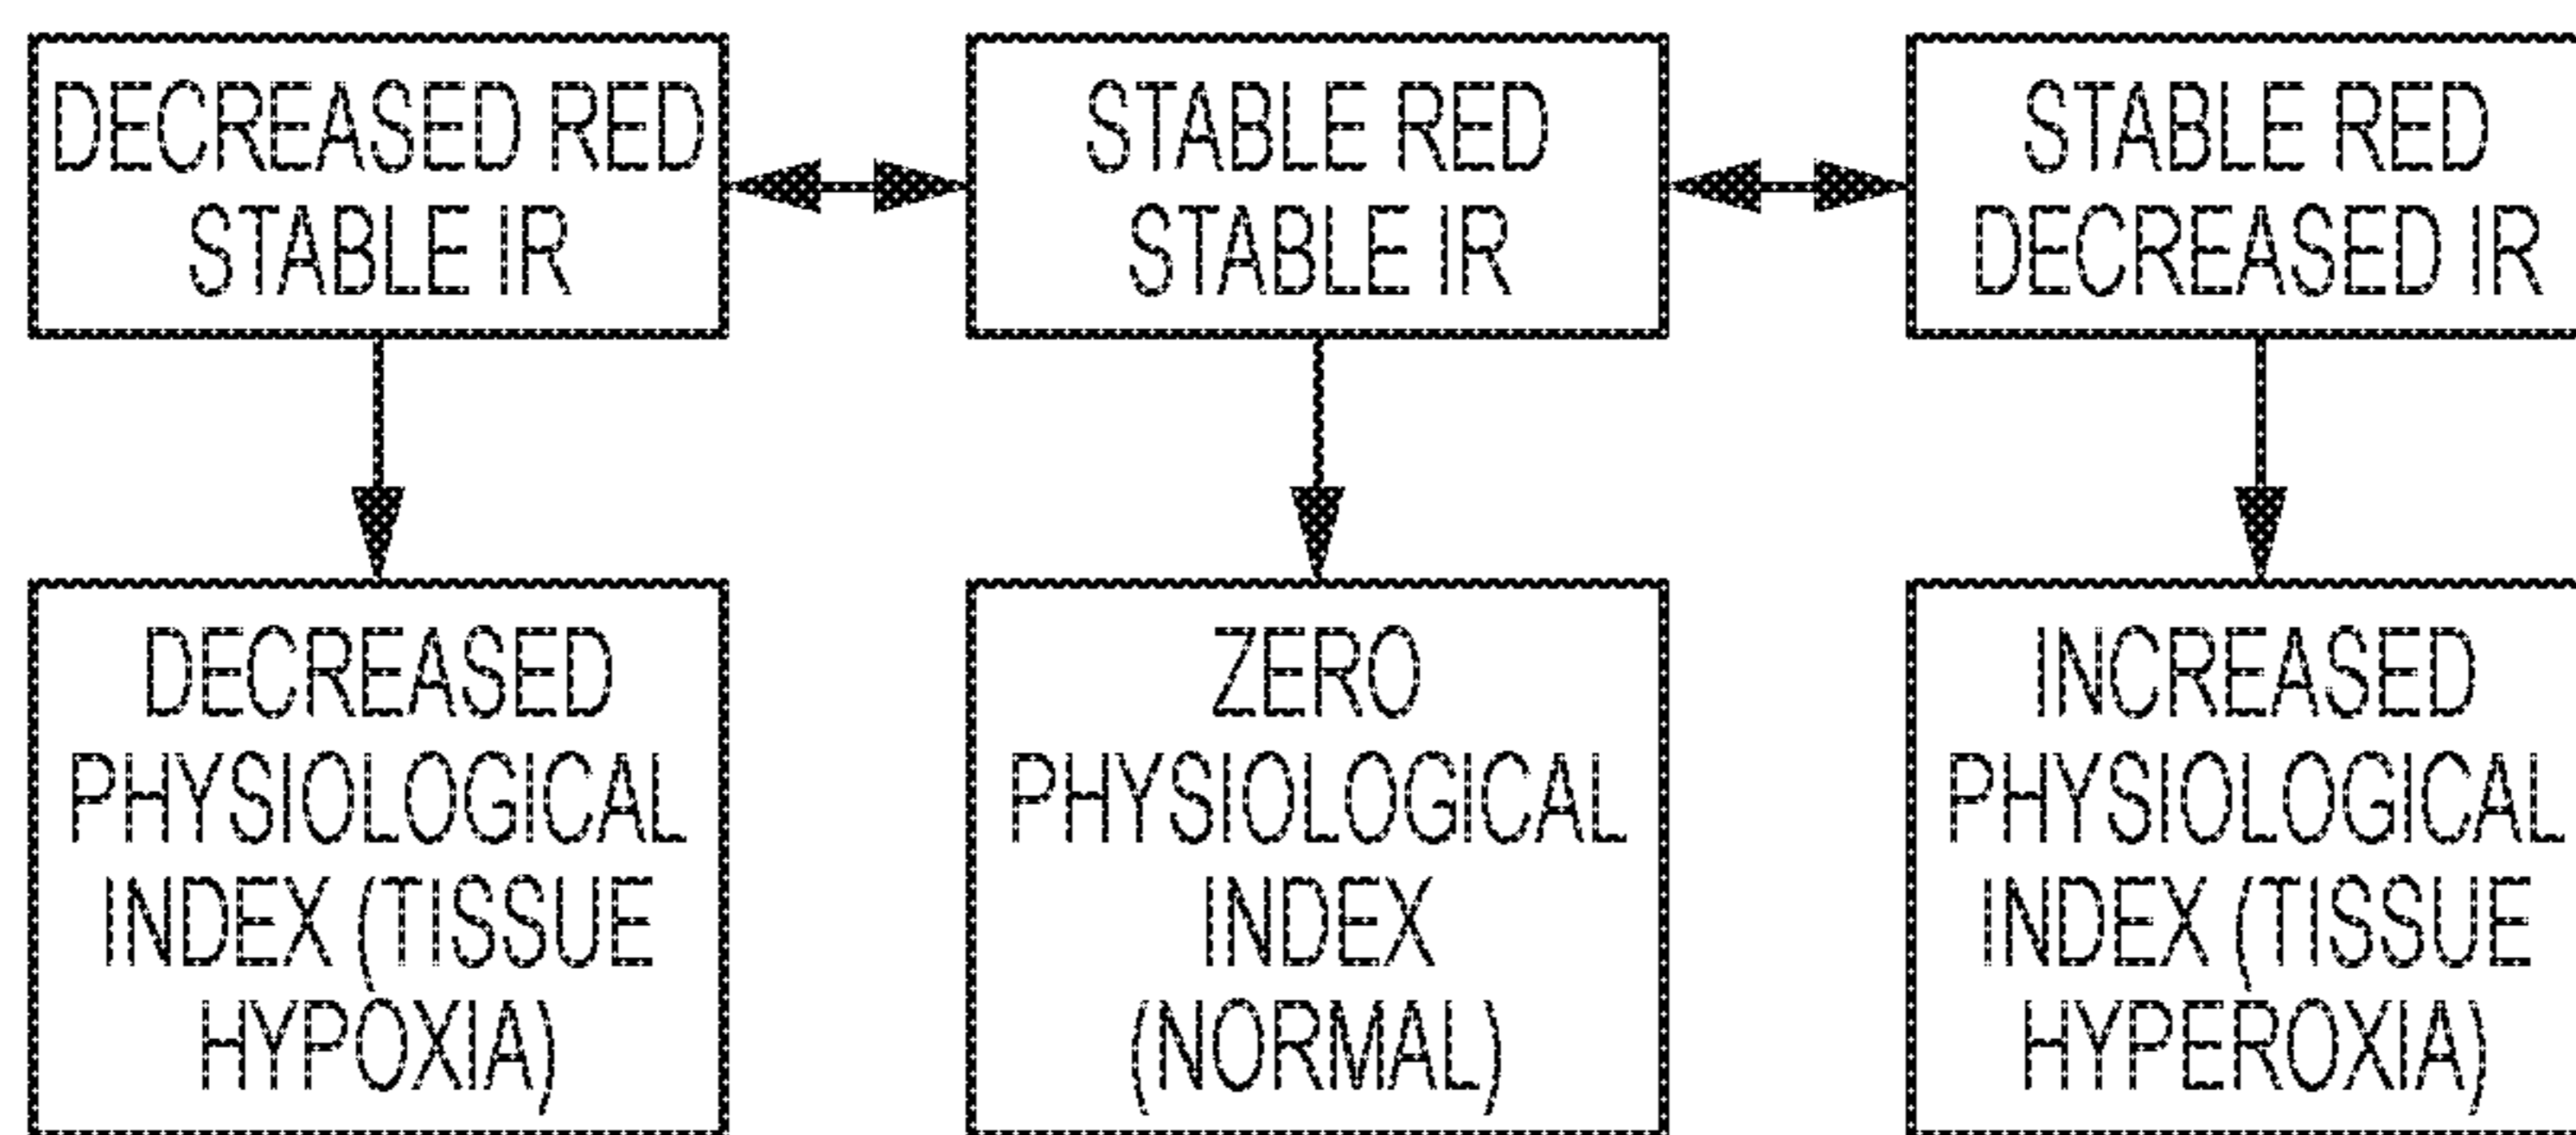 DECREASED RED
STABLE IR
STABLE RED
STABLE IR
STABLE RED
DECREASED IR
DECREASED
PHYSIOLOGICAL
INDEX (TISSUE
HYPOXIA)
ZERO
PHYSIOLOGICAL
INDEX
(NORMAL)
INCREASED
PHYSIOLOGICAL
INDEX (TISSUE
HYPEROXIA)